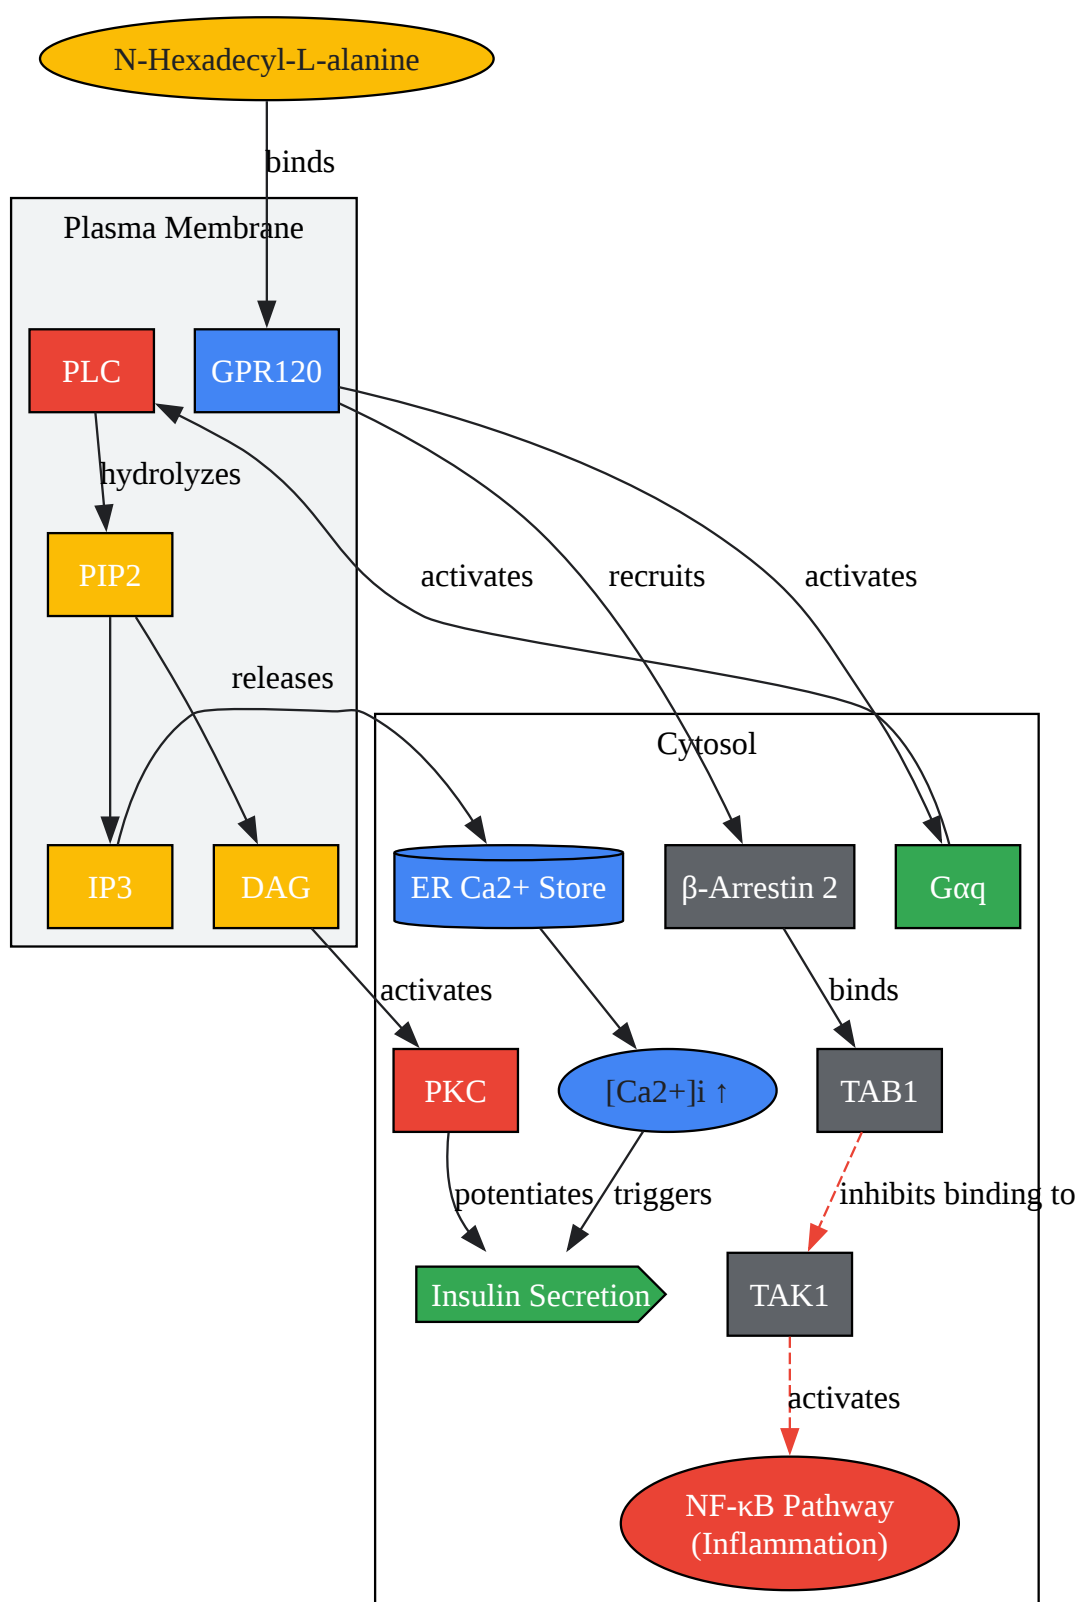 N-Hexadecyl-L-alanine
binds
Plasma Membrane
PLC
GPR120
hydrolyzes
PIP2
activates
recruits
activates
releases
Cytosol
IP3
DAG
ER Ca2+ Store
β-Arrestin 2
Gαq
activates
binds
PKC
[Ca2+]i ↑
TAB1
potentiates
triggers
inhibits binding to
Insulin Secretion
TAK1
activates
NF-κB Pathway
(Inflammation)